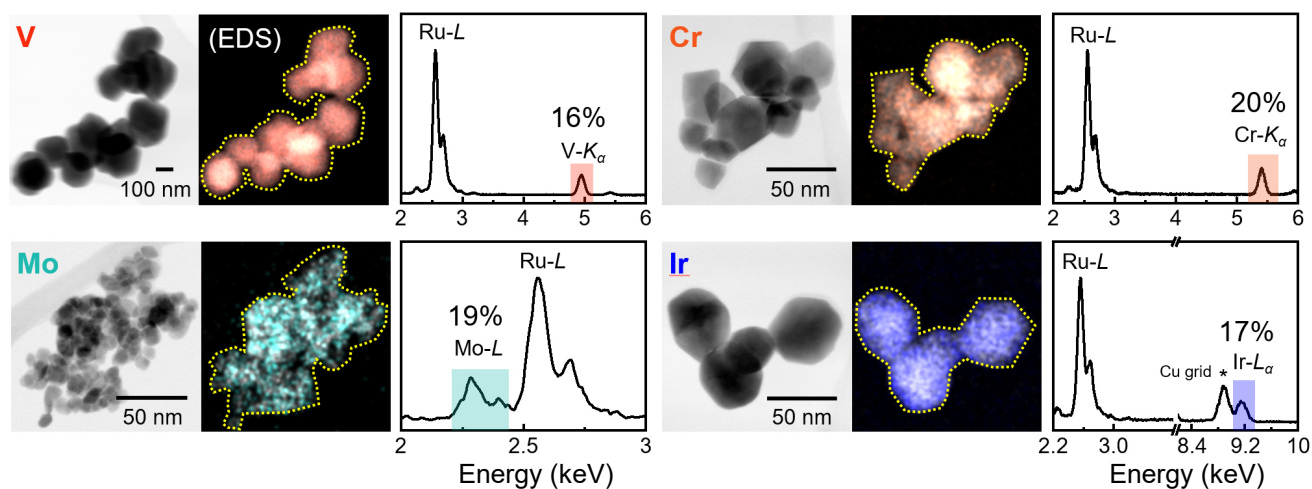 V
(EDS)
100 nm
Ru-L
16%
V-Kα
2 3 4 5 6
Cr
50 nm
Ru-L
20%
Cr-Kα
2 3 4 5 6
Mo
50 nm
Ru-L
19%
Mo-L
2 2.5 3
Energy (keV)
Ir
50 nm
Ru-L
17%
Cu grid * Ir-Lα
2.2 3.0 8.4 9.2 10
Energy (keV)